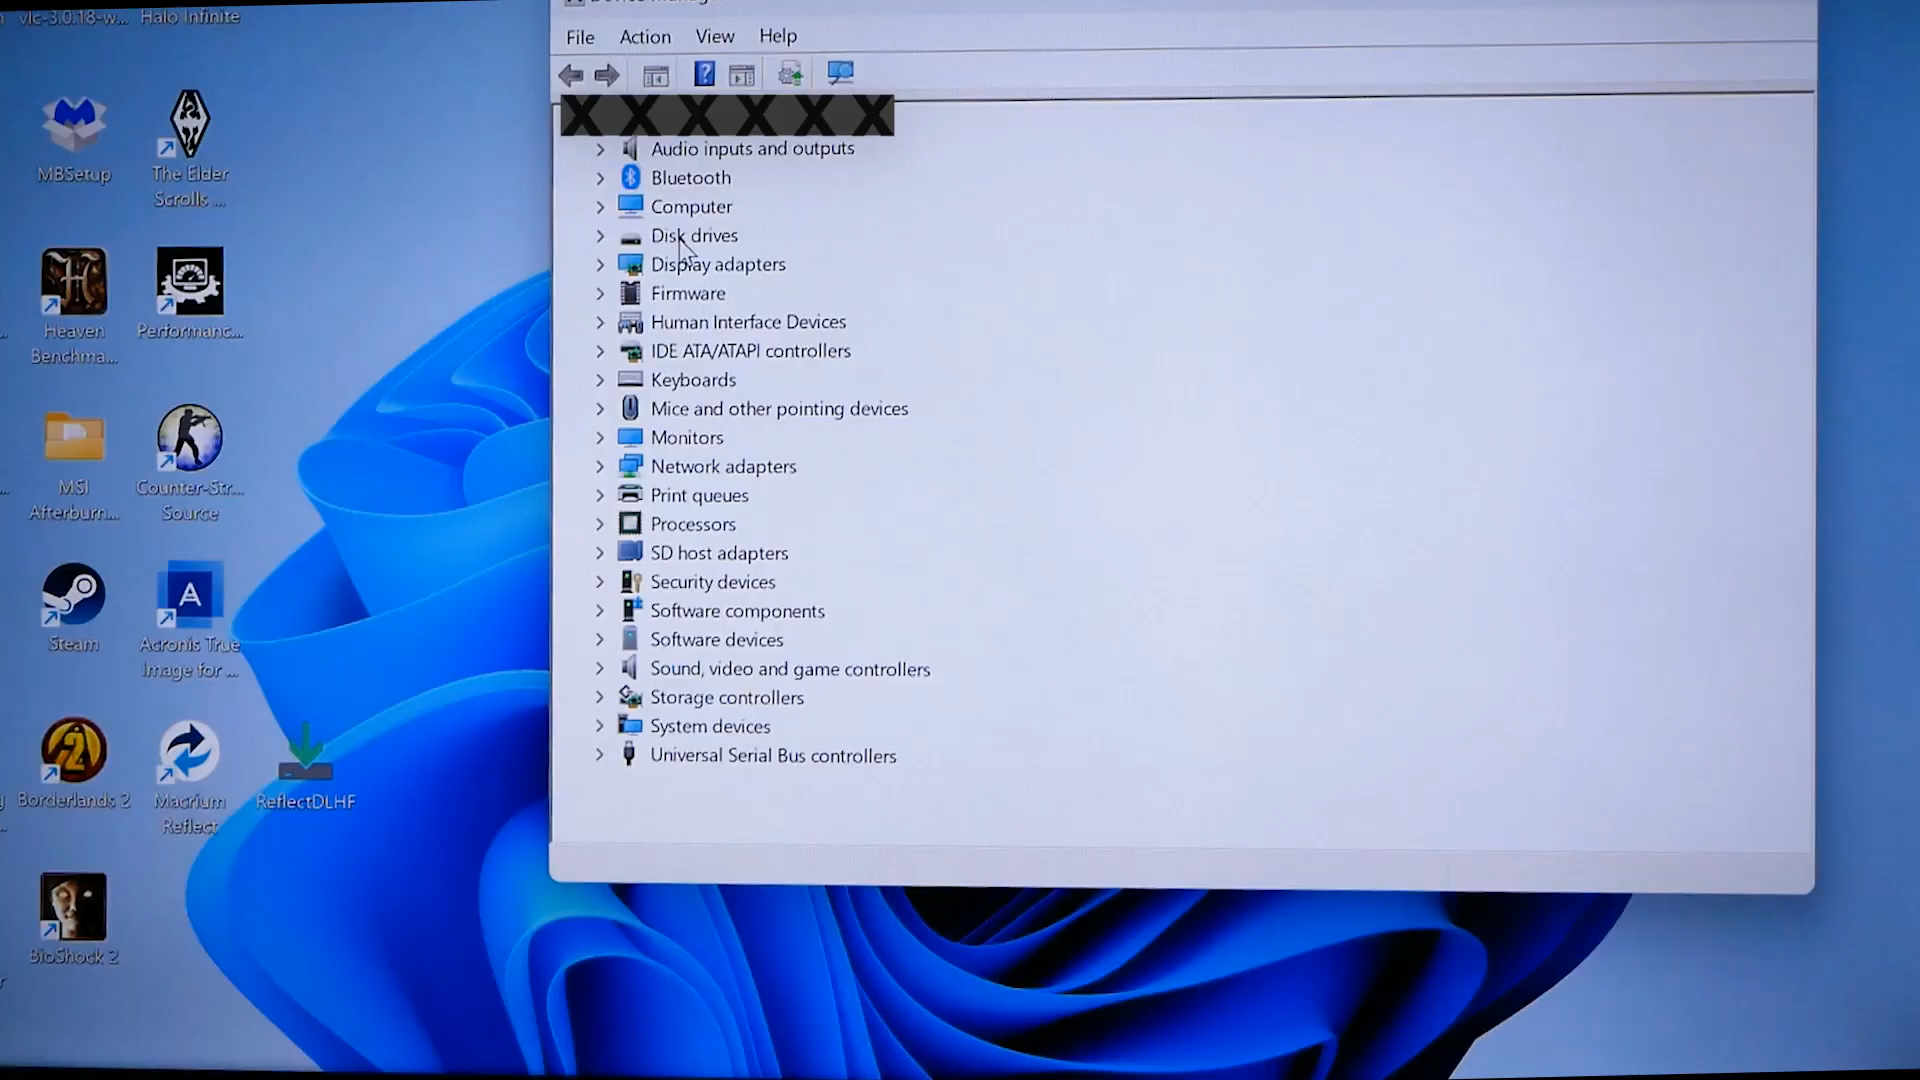 vlc-3.0.18-w...
Halo Infinite
MBSetup
The Elder
Scrolls ...
Heaven
Benchma...
Performanc...
MSI
Afterburn...
Counter-Str...
Source
Steam
Acronis True
Image for ...
Borderlands 2
Macrium
Reflect
ReflectDLHF
BioShock 2
File Action View Help
XXXXXX
Audio inputs and outputs
Bluetooth
Computer
Disk drives
Display adapters
Firmware
Human Interface Devices
IDE ATA/ATAPI controllers
Keyboards
Mice and other pointing devices
Monitors
Network adapters
Print queues
Processors
SD host adapters
Security devices
Software components
Software devices
Sound, video and game controllers
Storage controllers
System devices
Universal Serial Bus controllers